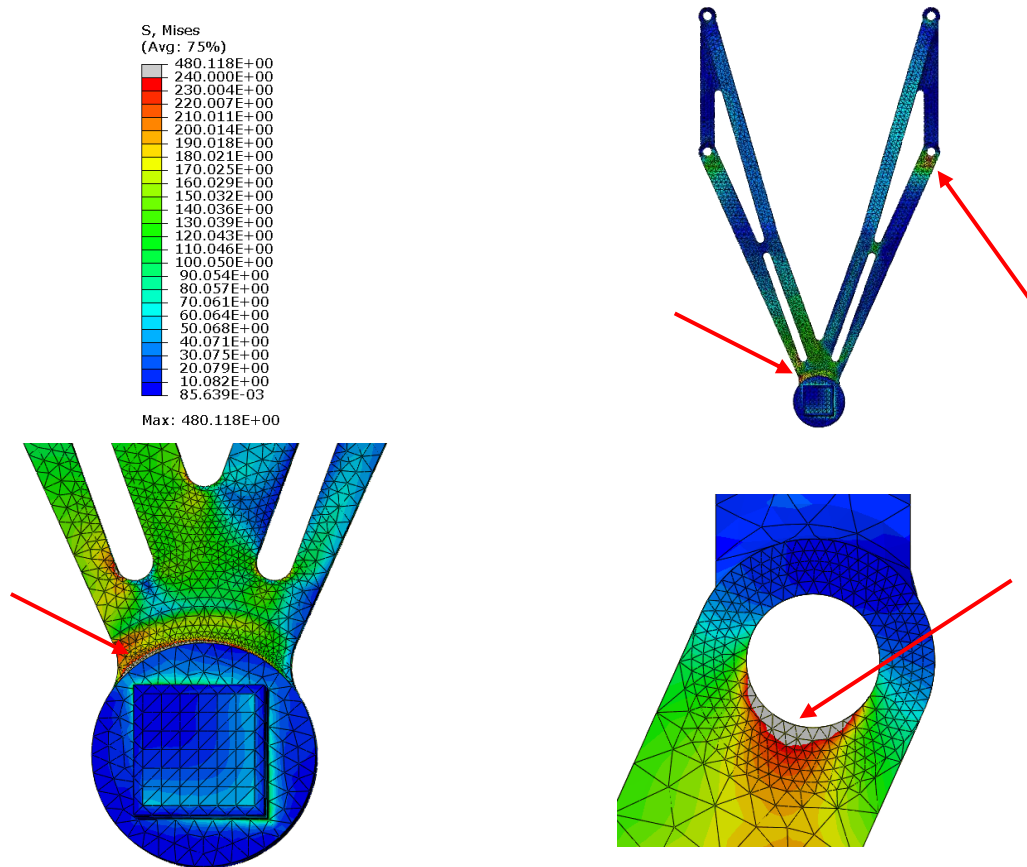 S, Mises
(Avg: 75%)
480.118E+00
240.000E+00
230.004E+00
220.007E+00
210.011E+00
200.014E+00
190.018E+00
180.021E+00
170.025E+00
160.029E+00
150.032E+00
140.036E+00
130.039E+00
120.043E+00
110.046E+00
100.050E+00
90.054E+00
80.057E+00
70.061E+00
60.064E+00
50.068E+00
40.071E+00
30.075E+00
20.079E+00
10.082E+00
85.639E-03
Max: 480.118E+00